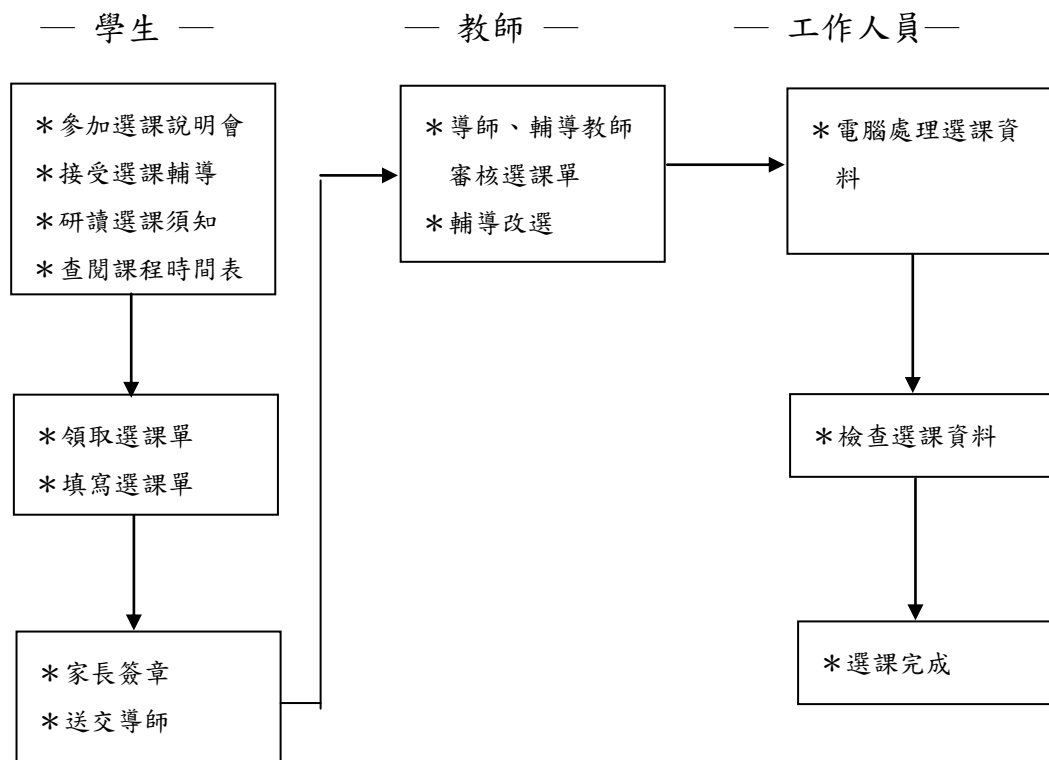 — 學生 —
— 教師 —
— 工作人員—
＊參加選課說明會
＊接受選課輔導
＊研讀選課須知
＊查閱課程時間表
＊領取選課單
＊填寫選課單
＊家長簽章
＊送交導師
＊導師、輔導教師
審核選課單
＊輔導改選
＊電腦處理選課資
料
＊檢查選課資料
＊選課完成